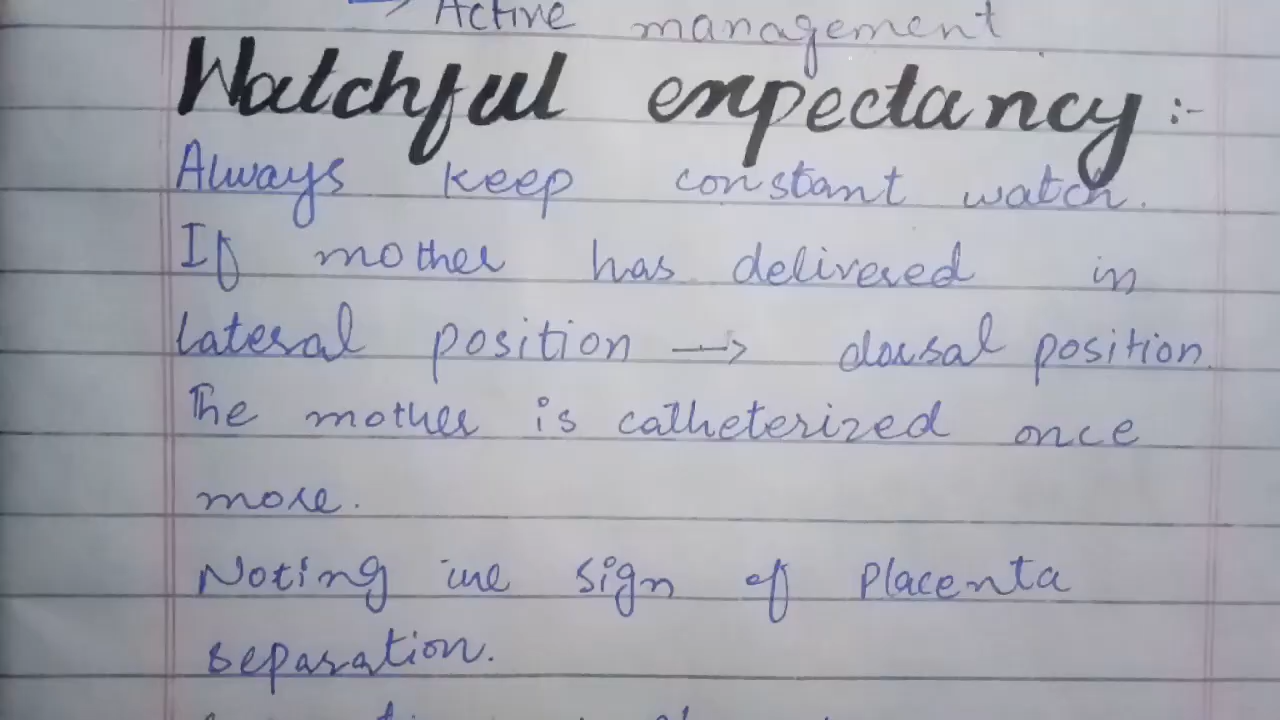 Active management
Watchful expectancy :-
Always keep constant watch.
If mother has delivered in
lateral position → dorsal position.
The mother is catheterized once
more.
Noting the sign of Placenta
separation.